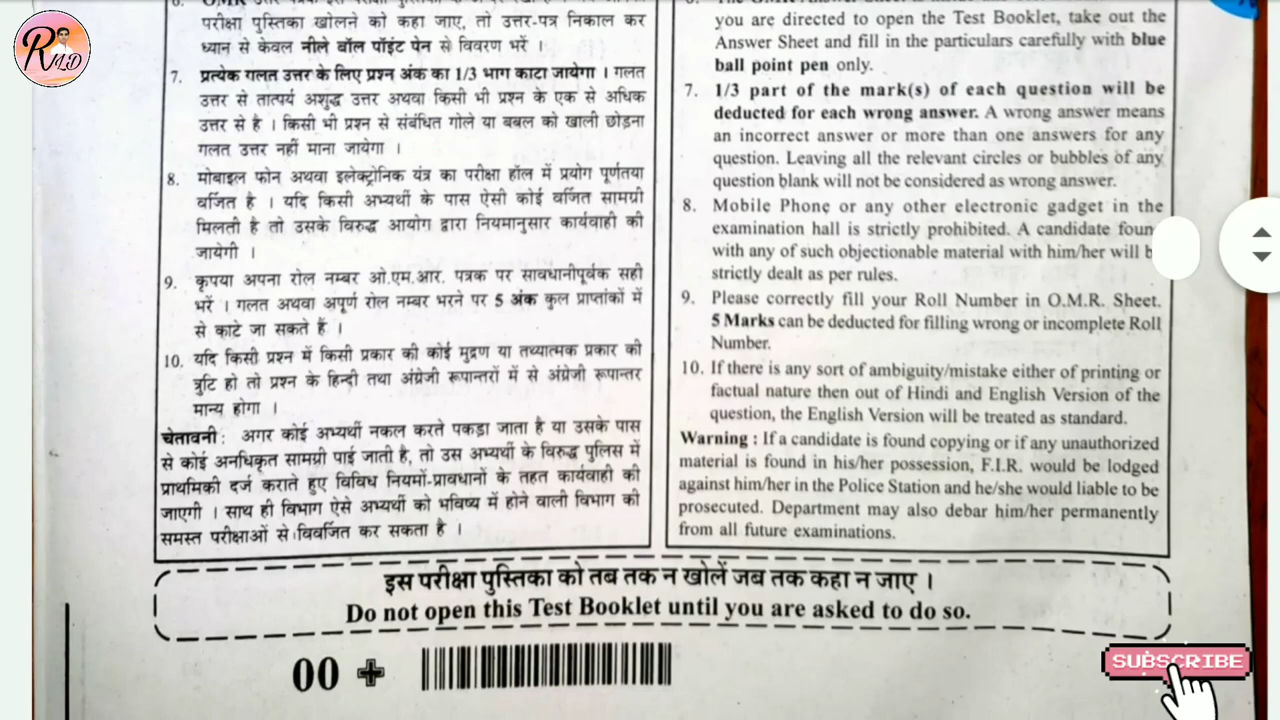 परीक्षा पुस्तिका खोलने को कहा जाए, तो उत्तर-पत्र निकाल कर
ध्यान से केवल नीले बॉल पॉइंट पेन से विवरण भरें ।
7. प्रत्येक गलत उत्तर के लिए प्रश्न अंक का 1/3 भाग काटा जायेगा । गलत
उत्तर से तात्पर्य अशुद्ध उत्तर अथवा किसी भी प्रश्न के एक से अधिक
उत्तर से है । किसी भी प्रश्न से संबंधित गोले या बबल को खाली छोड़ना
गलत उत्तर नहीं माना जायेगा ।
8. मोबाइल फोन अथवा इलेक्ट्रोनिक यंत्र का परीक्षा हॉल में प्रयोग पूर्णतया
वर्जित है । यदि किसी अभ्यर्थी के पास ऐसी कोई वर्जित सामग्री
मिलती है तो उसके विरुद्ध आयोग द्वारा नियमानुसार कार्यवाही की
जायेगी ।
9. कृपया अपना रोल नम्बर ओ.एम.आर. पत्रक पर सावधानीपूर्वक सही
भरें । गलत अथवा अपूर्ण रोल नम्बर भरने पर 5 अंक कुल प्राप्तांकों में
से काटे जा सकते हैं ।
10. यदि किसी प्रश्न में किसी प्रकार की कोई मुद्रण या तथ्यात्मक प्रकार की
त्रुटि हो तो प्रश्न के हिन्दी तथा अंग्रेजी रूपान्तरों में से अंग्रेजी रूपान्तर
मान्य होगा ।
चेतावनी : अगर कोई अभ्यर्थी नकल करते पकड़ा जाता है या उसके पास
से कोई अनधिकृत सामग्री पाई जाती है, तो उस अभ्यर्थी के विरुद्ध पुलिस में
प्राथमिकी दर्ज कराते हुए विविध नियमों-प्रावधानों के तहत कार्यवाही की
जाएगी । साथ ही विभाग ऐसे अभ्यर्थी को भविष्य में होने वाली विभाग की
समस्त परीक्षाओं से विवर्जित कर सकता है ।
you are directed to open the Test Booklet, take out the
Answer Sheet and fill in the particulars carefully with blue
ball point pen only.
7. 1/3 part of the mark(s) of each question will be
deducted for each wrong answer. A wrong answer means
an incorrect answer or more than one answers for any
question. Leaving all the relevant circles or bubbles of any
question blank will not be considered as wrong answer.
8. Mobile Phone or any other electronic gadget in the
examination hall is strictly prohibited. A candidate foun
with any of such objectionable material with him/her will b
strictly dealt as per rules.
9. Please correctly fill your Roll Number in O.M.R. Sheet.
5 Marks can be deducted for filling wrong or incomplete Roll
Number.
10. If there is any sort of ambiguity/mistake either of printing or
factual nature then out of Hindi and English Version of the
question, the English Version will be treated as standard.
Warning : If a candidate is found copying or if any unauthorized
material is found in his/her possession, F.I.R. would be lodged
against him/her in the Police Station and he/she would liable to be
prosecuted. Department may also debar him/her permanently
from all future examinations.
इस परीक्षा पुस्तिका को तब तक न खोलें जब तक कहा न जाए ।
Do not open this Test Booklet until you are asked to do so.
00 +
SUBSCRIBE